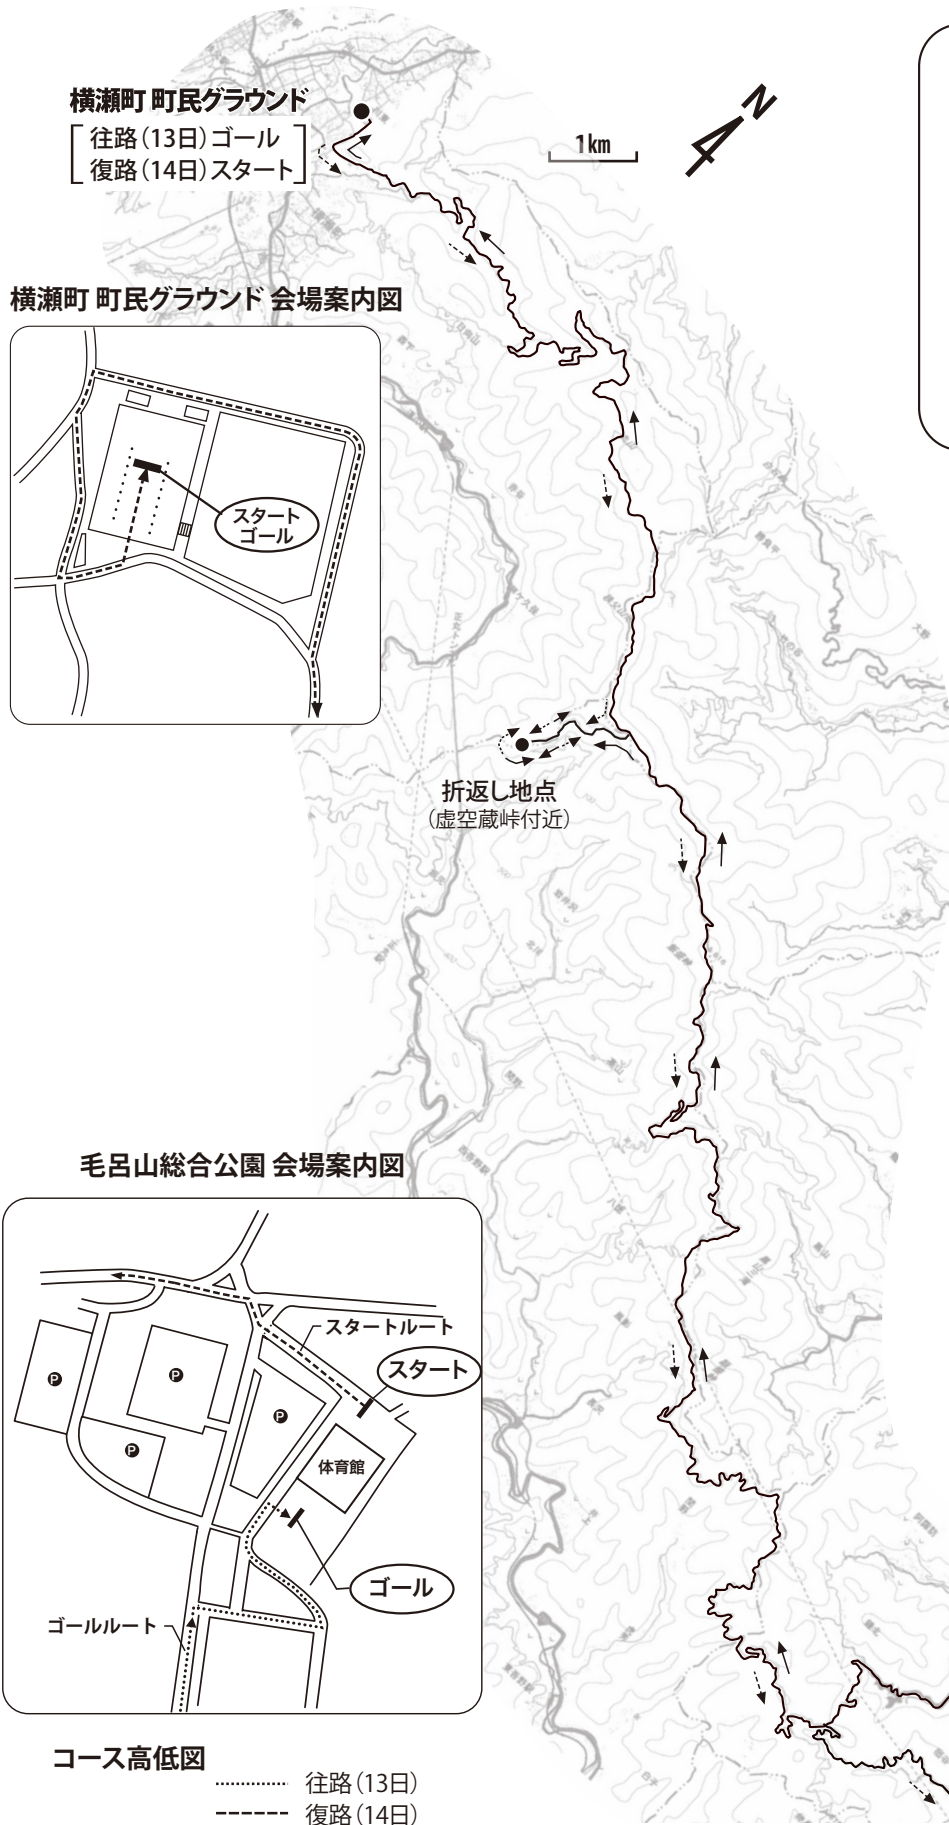 横瀬町 町民グラウンド
往路(13日)ゴール
復路(14日)スタート
1km
N
横瀬町 町民グラウンド 会場案内図
スタート
ゴール
折返し地点
(虚空蔵峠付近)
毛呂山総合公園 会場案内図
スタートルート
スタート
P
P
P
P
体育館
ゴール
ゴールルート
コース高低図
往路(13日)
復路(14日)